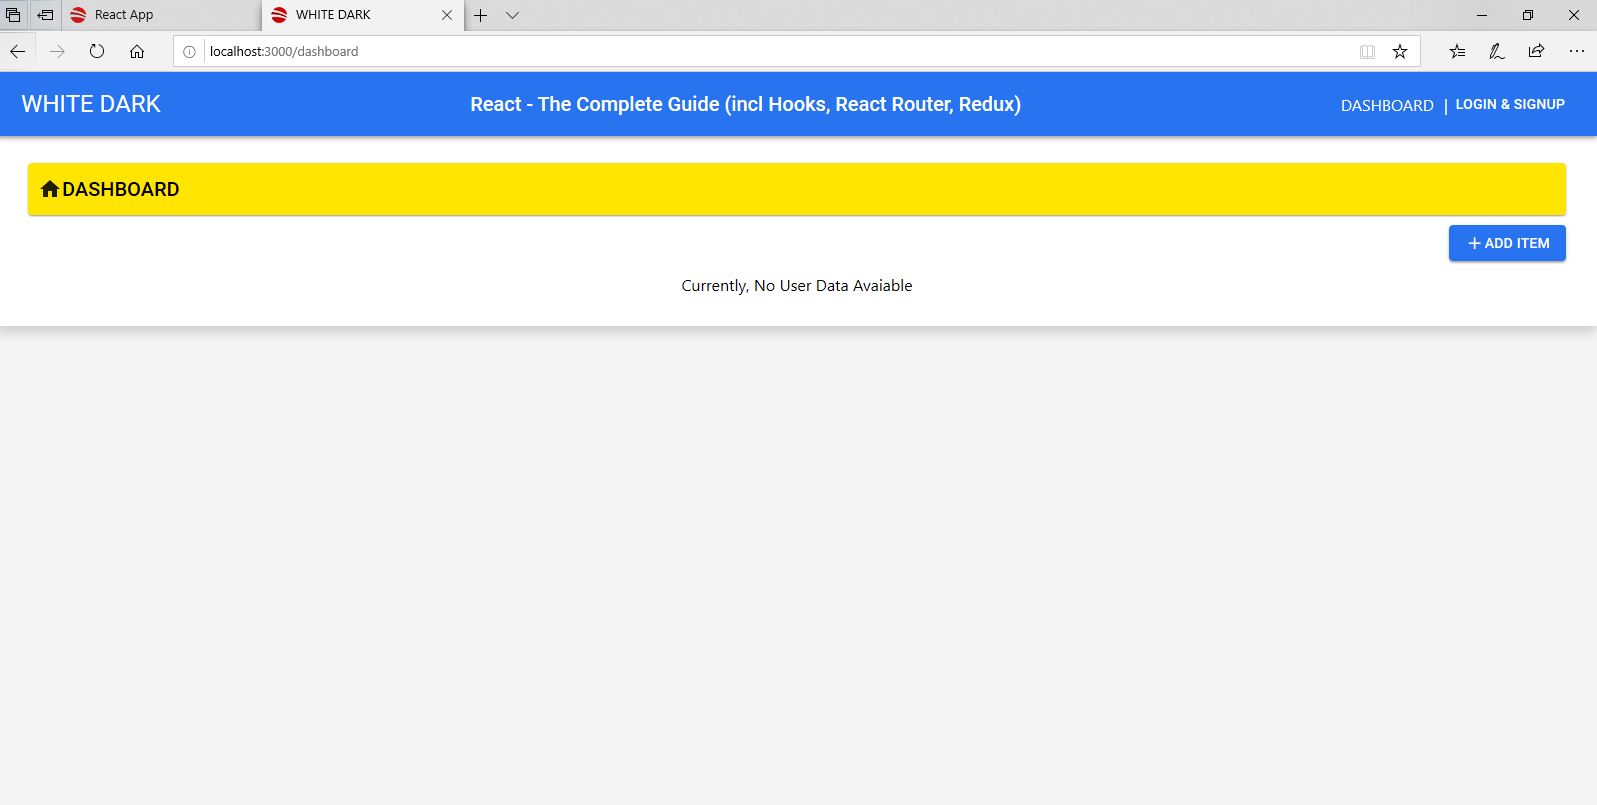 React App
WHITE DARK
localhost:3000/dashboard
WHITE DARK
React - The Complete Guide (incl Hooks, React Router, Redux)
DASHBOARD | LOGIN & SIGNUP
DASHBOARD
ADD ITEM
Currently, No User Data Avaiable